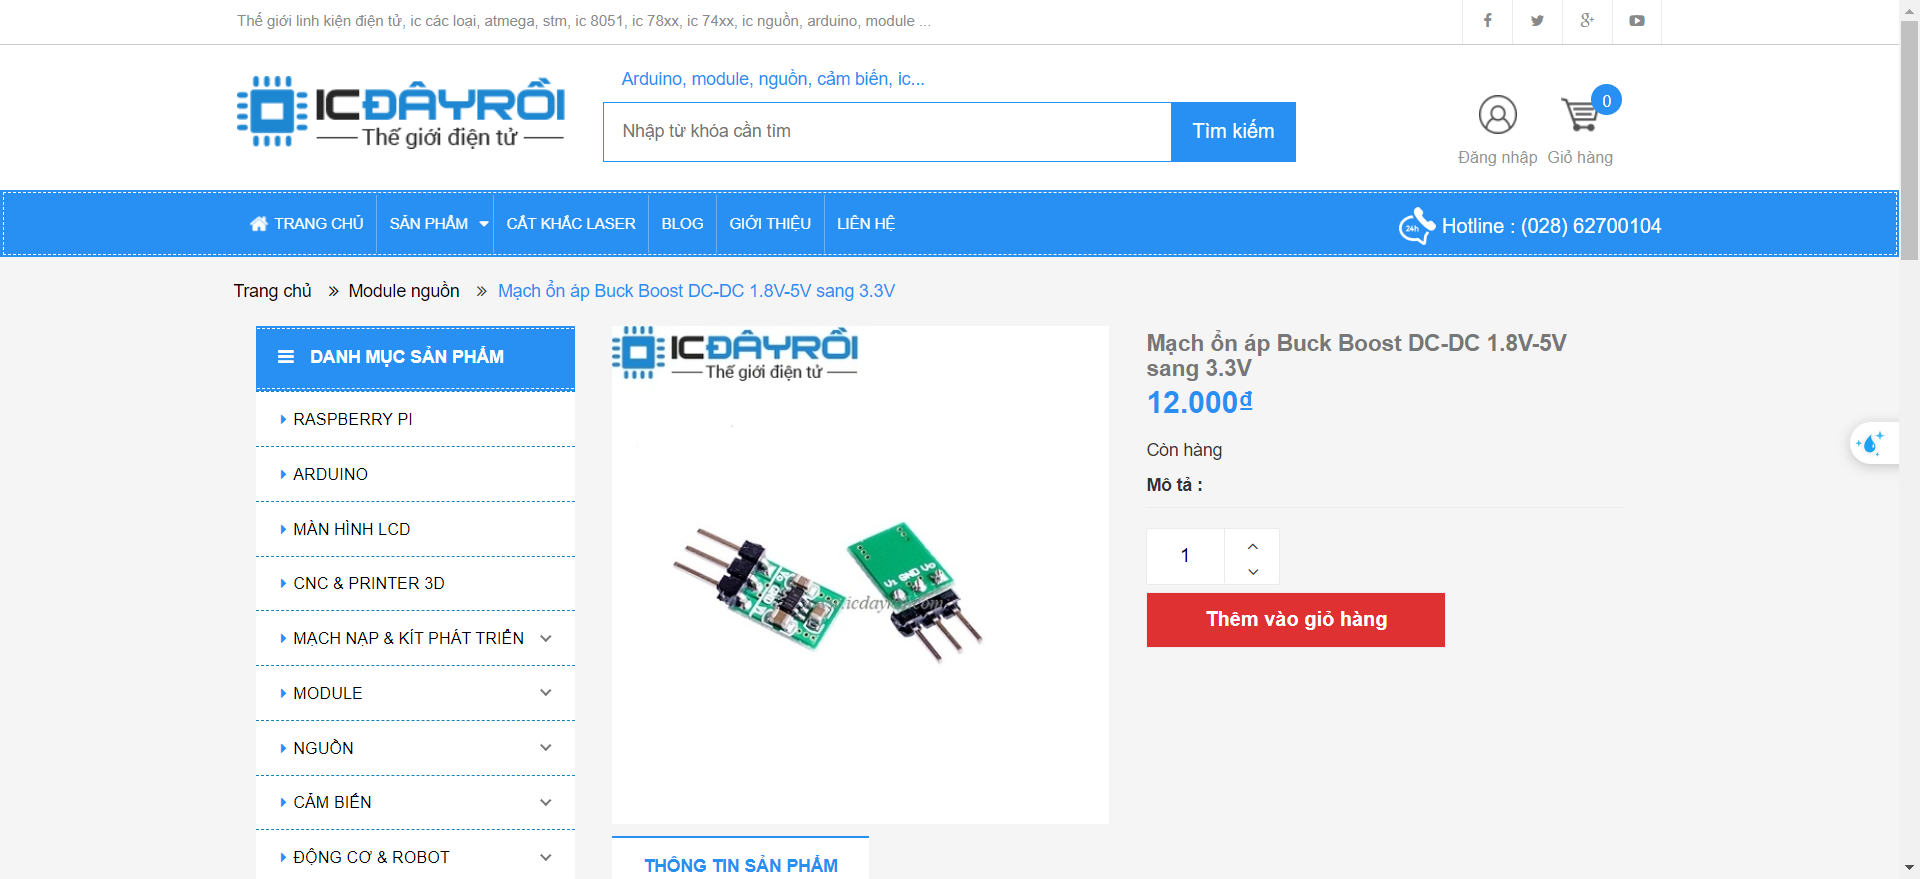 Thế giới linh kiện điện tử, ic các loại, atmega, stm, ic 8051, ic 78xx, ic 74xx, ic nguồn, arduino, module ...
ICĐÂYRỒI
Thế giới điện tử
Arduino, module, nguồn, cảm biến, ic...
Nhập từ khóa cần tìm
Tìm kiếm
0
Đăng nhập
Giỏ hàng
TRANG CHỦ
SẢN PHẨM
CẮT KHẮC LASER
BLOG
GIỚI THIỆU
LIÊN HỆ
24h
Hotline : (028) 62700104
Trang chủ » Module nguồn » Mạch ổn áp Buck Boost DC-DC 1.8V-5V sang 3.3V
DANH MỤC SẢN PHẨM
RASPBERRY PI
ARDUINO
MÀN HÌNH LCD
CNC & PRINTER 3D
MẠCH NẠP & KÍT PHÁT TRIỂN
MODULE
NGUỒN
CẢM BIẾN
ĐỘNG CƠ & ROBOT
ICĐÂYRỒI
Thế giới điện tử
Vi GND Vo
THÔNG TIN SẢN PHẨM
Mạch ổn áp Buck Boost DC-DC 1.8V-5V
sang 3.3V
12.000₫
Còn hàng
Mô tả :
1
Thêm vào giỏ hàng